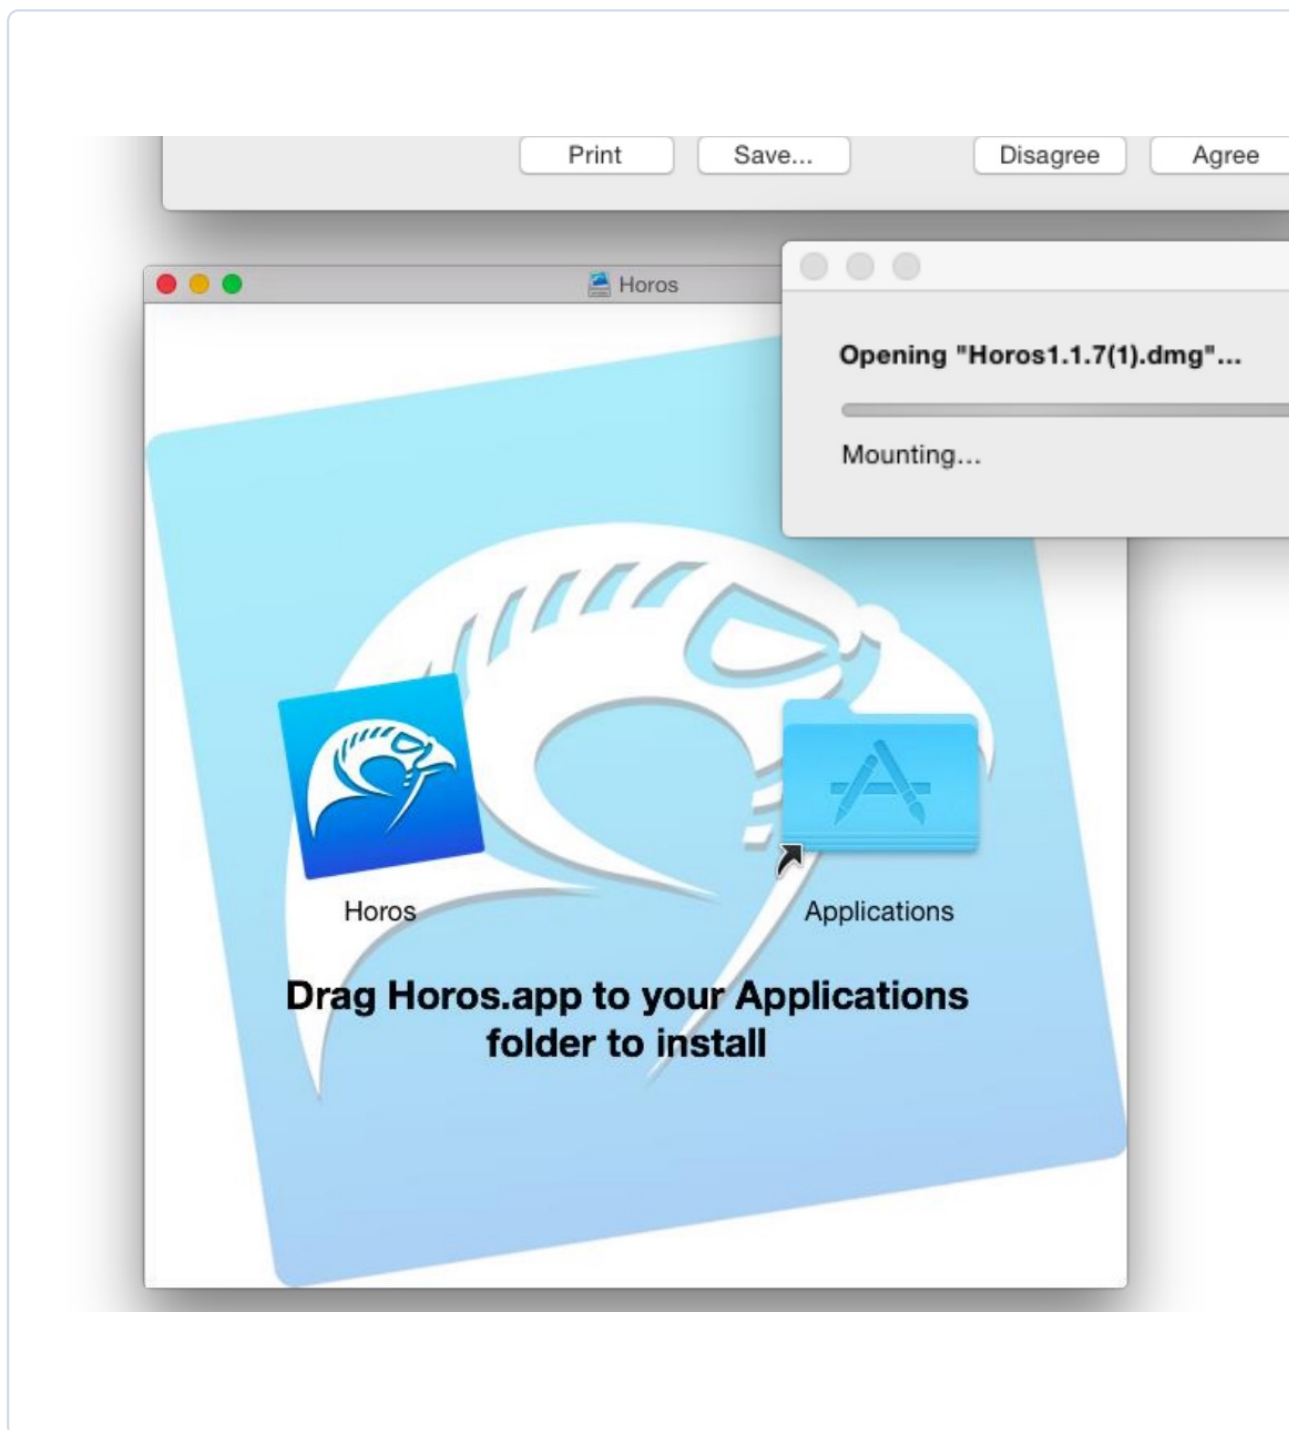 Print
Save...
Disagree
Agree
Horos
Opening "Horos1.1.7(1).dmg"...
Mounting...
Horos
Applications
Drag Horos.app to your Applications
folder to install